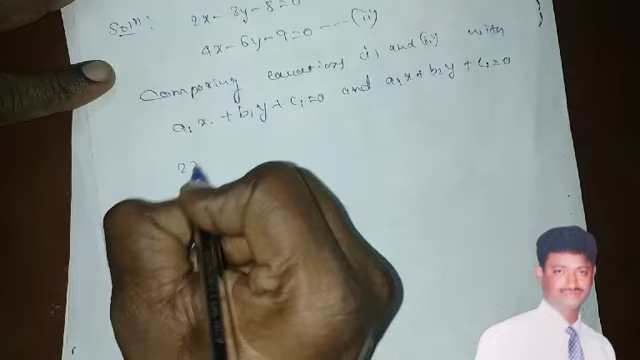 Solⁿ: 2x - 3y - 8 = 0
4x - 6y - 9 = 0 --- (ii)
Comparing equations (i) and (ii) with
a₁x + b₁y + c₁ = 0 and a₂x + b₂y + c₂ = 0